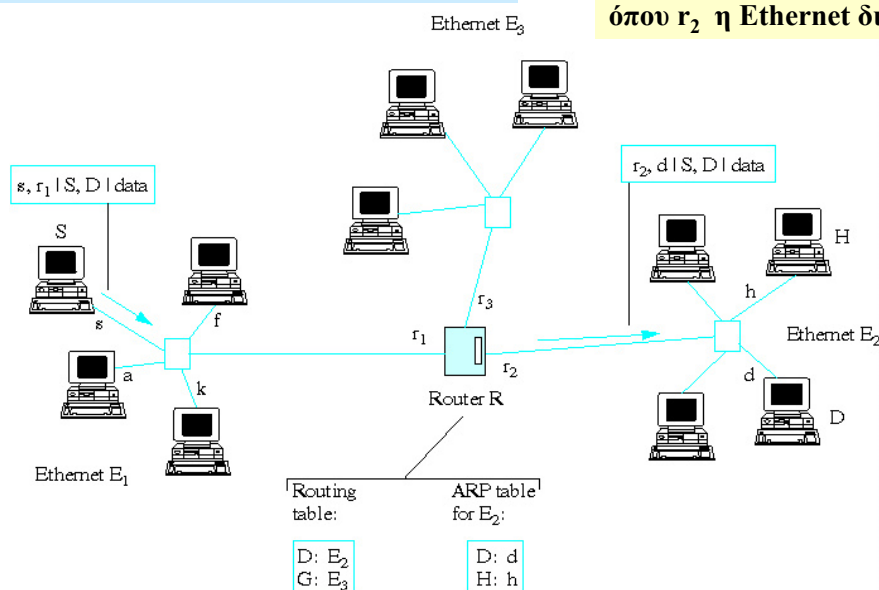 όπου r₂ η Ethernet
Ethernet E₃
s, r₁ | S, D | data
r₂, d | S, D | data
S
H
f
h
s
r₃
r₁
Ethernet E₂
a
r₂
d
k
Router R
D
Ethernet E₁
Routing table:
ARP table for E₂:
D: E₂
D: d
G: E₃
H: h